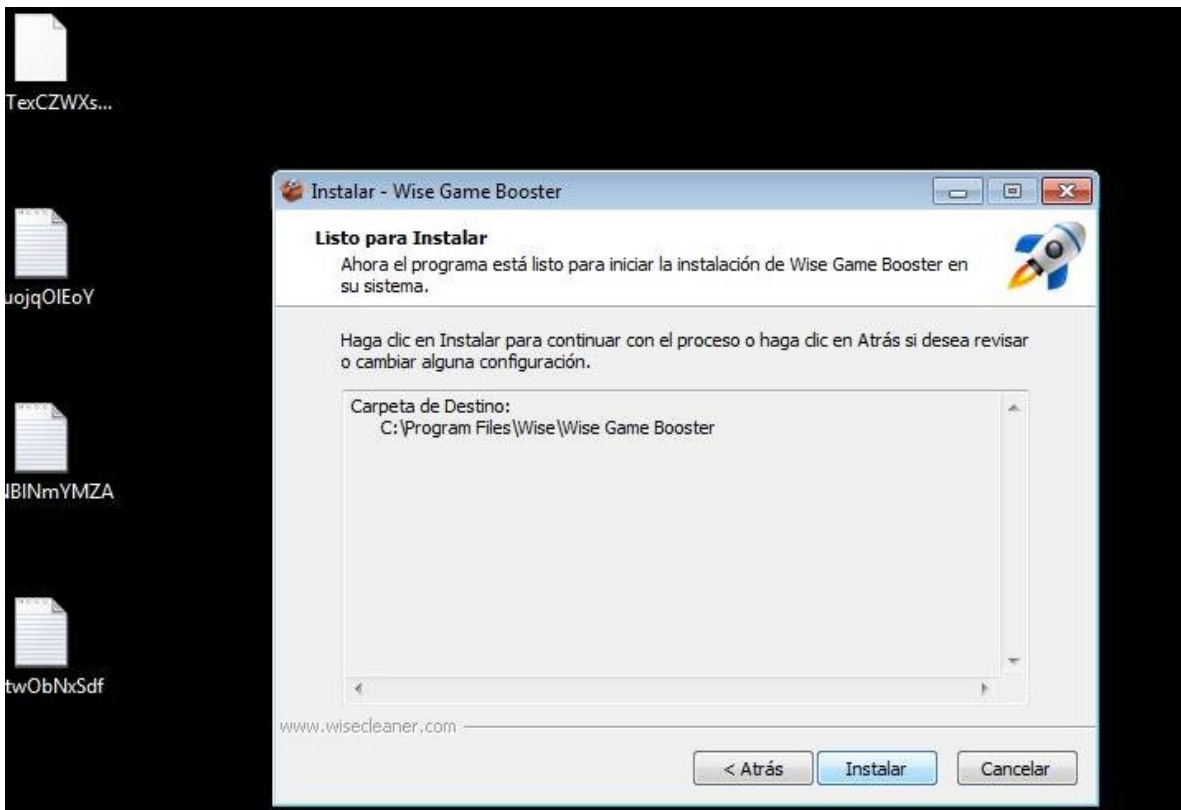 TexCZWXs...
uojqOIEoY
BINmYMZA
twObNxSdf
Instalar - Wise Game Booster
Listo para Instalar
Ahora el programa está listo para iniciar la instalación de Wise Game Booster en
su sistema.
Haga clic en Instalar para continuar con el proceso o haga clic en Atrás si desea revisar
o cambiar alguna configuración.
Carpeta de Destino:
C:\Program Files\Wise\Wise Game Booster
www.wisecleaner.com
< Atrás
Instalar
Cancelar